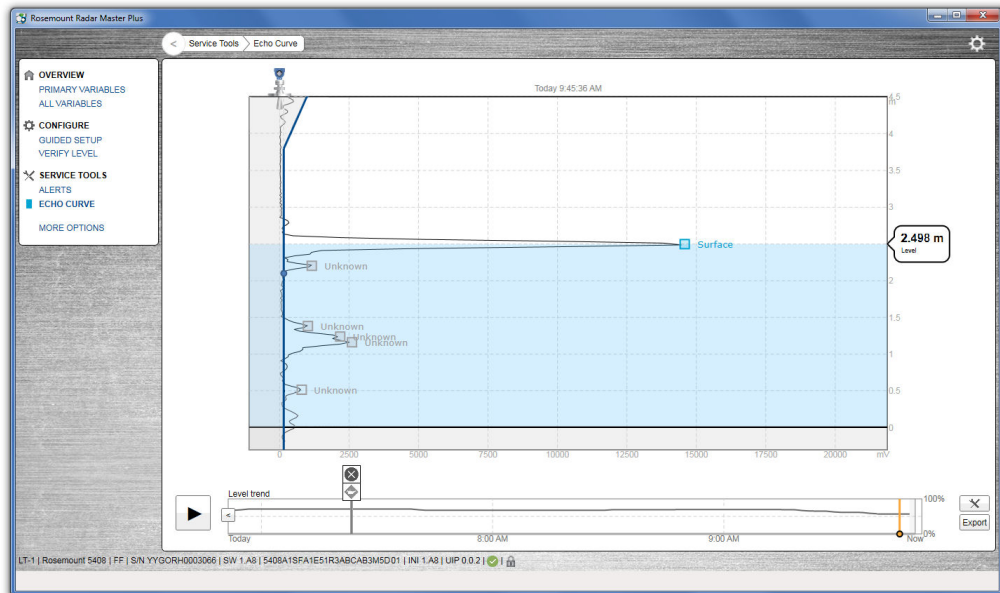 Rosemount Radar Master Plus
< Service Tools Echo Curve
OVERVIEW
PRIMARY VARIABLES
ALL VARIABLES
CONFIGURE
GUIDED SETUP
VERIFY LEVEL
SERVICE TOOLS
ALERTS
ECHO CURVE
MORE OPTIONS
Today 9:45:36 AM
4.5
m
4
3.5
3
2
1.5
1
0.5
0
Surface
Unknown
Unknown
Unknown
Unknown
Unknown
2.498 m
Level
0 2500 5000 7500 10000 12500 15000 17500 20000 mV
Level trend
<
100%
0%
Today 8:00 AM 9:00 AM Now
Export
LT-1 | Rosemount 5408 | FF | S/N YYGORH0003066 | SW 1.A8 | 5408A1SFA1E51R3ABCAB3M5D01 | INI 1.A8 | UIP 0.0.2 | |